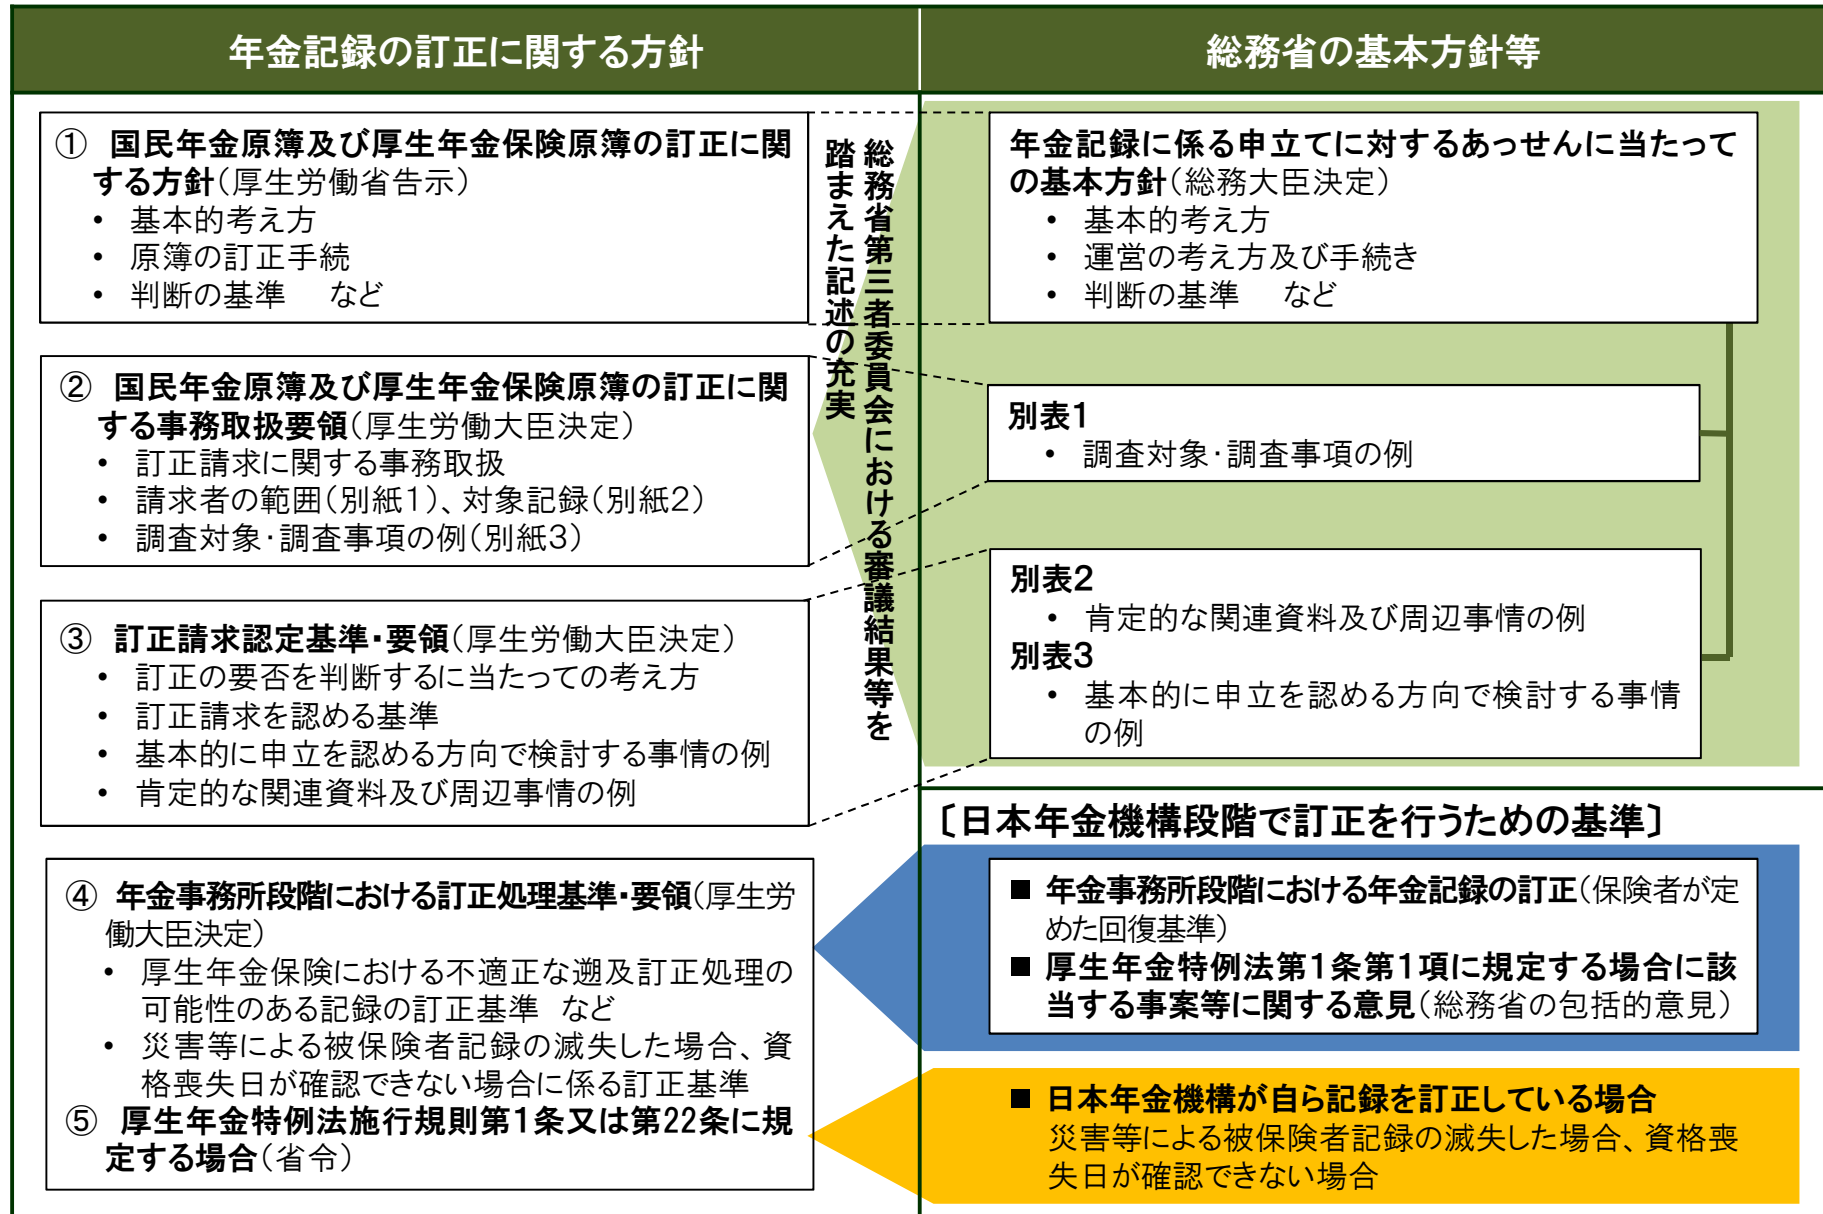 年金記録の訂正に関する方針
総務省の基本方針等
① 国民年金原簿及び厚生年金保険原簿の訂正に関
する方針(厚生労働省告示)
• 基本的考え方
• 原簿の訂正手続
• 判断の基準　など
② 国民年金原簿及び厚生年金保険原簿の訂正に関
する事務取扱要領(厚生労働大臣決定)
• 訂正請求に関する事務取扱
• 請求者の範囲(別紙1)、対象記録(別紙2)
• 調査対象・調査事項の例(別紙3)
③ 訂正請求認定基準・要領(厚生労働大臣決定)
• 訂正の要否を判断するに当たっての考え方
• 訂正請求を認める基準
• 基本的に申立を認める方向で検討する事情の例
• 肯定的な関連資料及び周辺事情の例
④ 年金事務所段階における訂正処理基準・要領(厚生労
働大臣決定)
• 厚生年金保険における不適正な遡及訂正処理の
可能性のある記録の訂正基準　など
• 災害等による被保険者記録の滅失した場合、資
格喪失日が確認できない場合に係る訂正基準
⑤ 厚生年金特例法施行規則第1条又は第22条に規
定する場合(省令)
総務省第三者委員会における審議結果等を
踏まえた記述の充実
年金記録に係る申立てに対するあっせんに当たって
の基本方針(総務大臣決定)
• 基本的考え方
• 運営の考え方及び手続き
• 判断の基準　など
別表1
• 調査対象・調査事項の例
別表2
• 肯定的な関連資料及び周辺事情の例
別表3
• 基本的に申立を認める方向で検討する事情
の例
〔日本年金機構段階で訂正を行うための基準〕
■ 年金事務所段階における年金記録の訂正(保険者が定
めた回復基準)
■ 厚生年金特例法第1条第1項に規定する場合に該
当する事案等に関する意見(総務省の包括的意見)
■ 日本年金機構が自ら記録を訂正している場合
災害等による被保険者記録の滅失した場合、資格喪
失日が確認できない場合